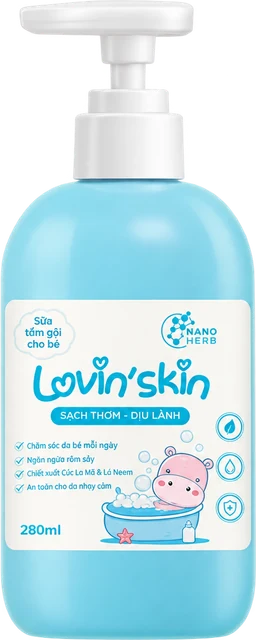 Sữa
tắm gội
cho bé
NANO
HERB
Lovin'skin
SẠCH THƠM - DỊU LÀNH
Chăm sóc da bé mỗi ngày
Ngăn ngừa rôm sảy
Chiết xuất Cúc La Mã & Lá Neem
An toàn cho da nhạy cảm
280ml